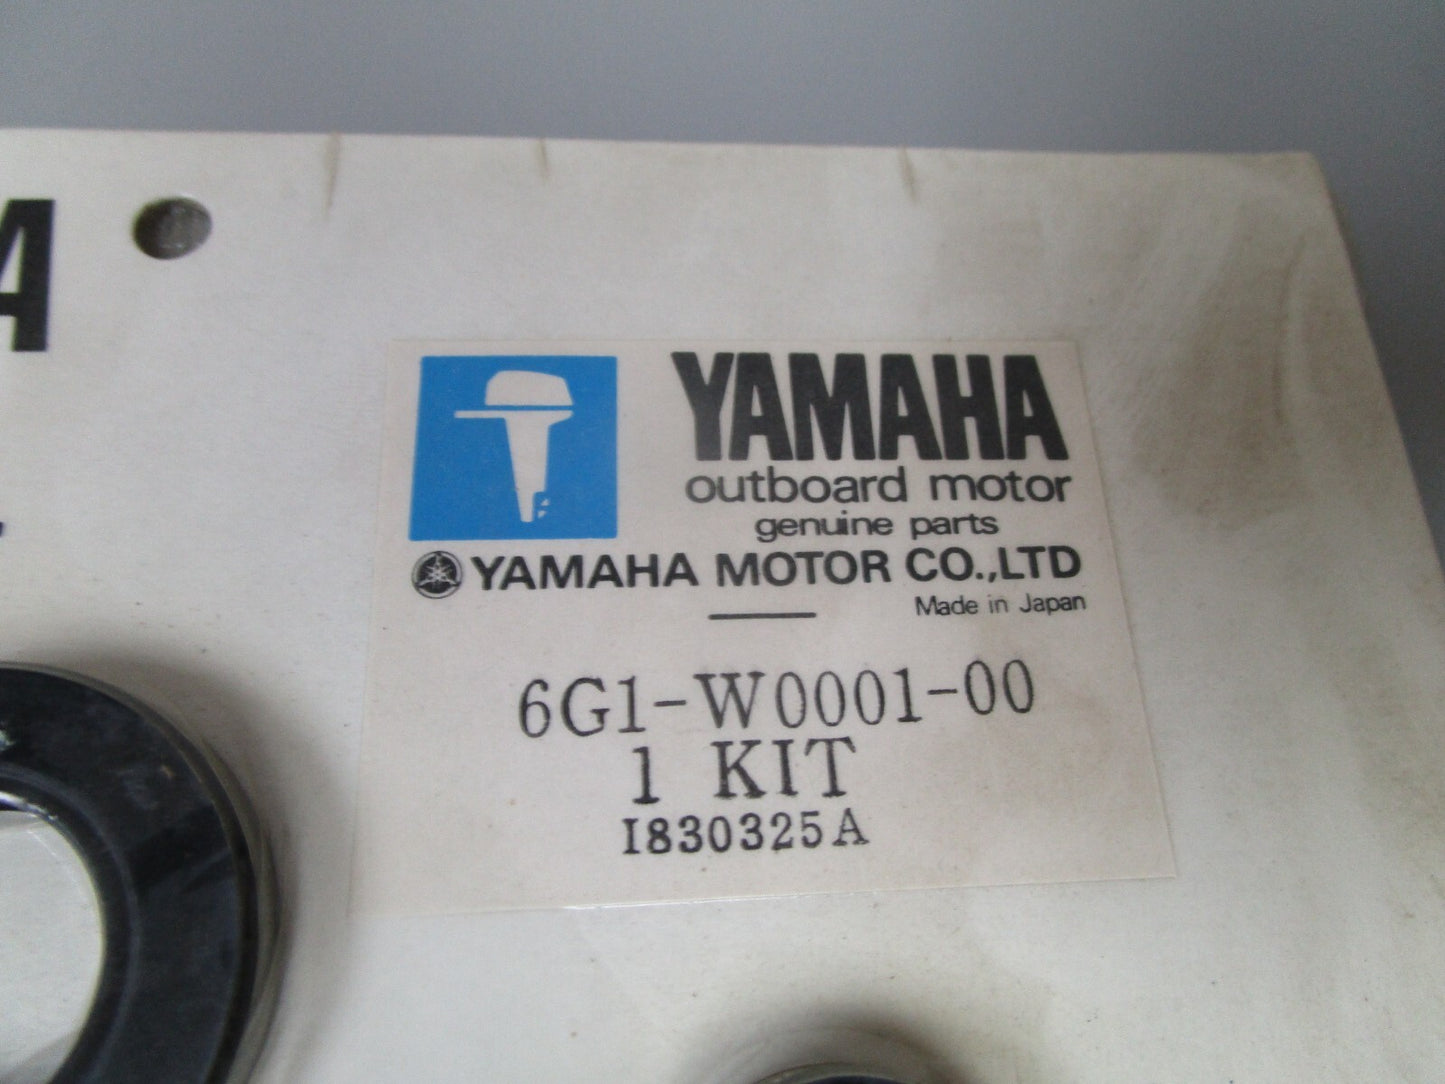 A
YAMAHA
outboard motor
genuine parts
YAMAHA MOTOR CO.,LTD
Made in Japan
6G1-W0001-00
1 KIT
I830325A